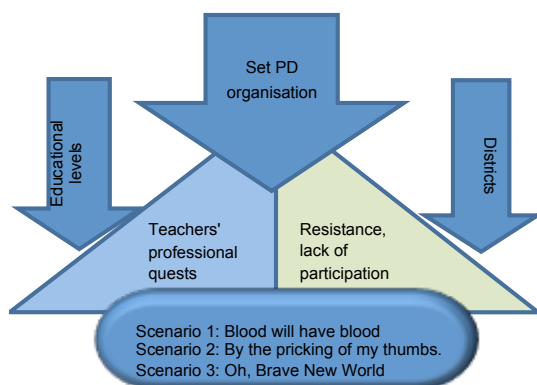 Set PD
organisation
Educational
levels
Districts
Teachers'
professional
quests
Resistance,
lack of
participation
Scenario 1: Blood will have blood
Scenario 2: By the pricking of my thumbs.
Scenario 3: Oh, Brave New World